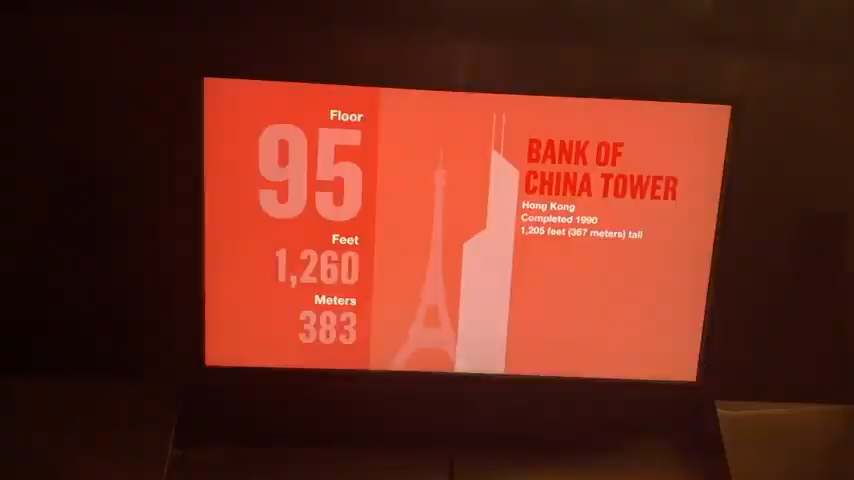 Floor
95
Feet
1,260
Meters
383
BANK OF
CHINA TOWER
Hong Kong
Completed 1990
1,205 feet (367 meters) tall